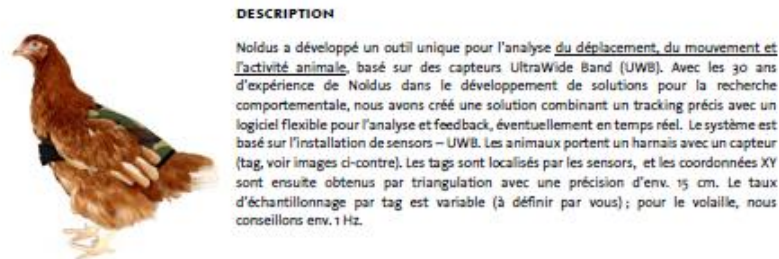 DESCRIPTION
Noldus a développé un outil unique pour l'analyse du déplacement, du mouvement et
l'activité animale, basé sur des capteurs UltraWide Band (UWB). Avec les 30 ans
d'expérience de Noldus dans le développement de solutions pour la recherche
comportementale, nous avons créé une solution combinant un tracking précis avec un
logiciel flexible pour l'analyse et feedback, éventuellement en temps réel. Le système est
basé sur l'installation de sensors – UWB. Les animaux portent un harnais avec un capteur
(tag, voir images ci-contre). Les tags sont localisés par les sensors, et les coordonnées XY
sont ensuite obtenus par triangulation avec une précision d'env. 15 cm. Le taux
d'échantillonnage par tag est variable (à définir par vous) ; pour le volaille, nous
conseillons env. 1 Hz.